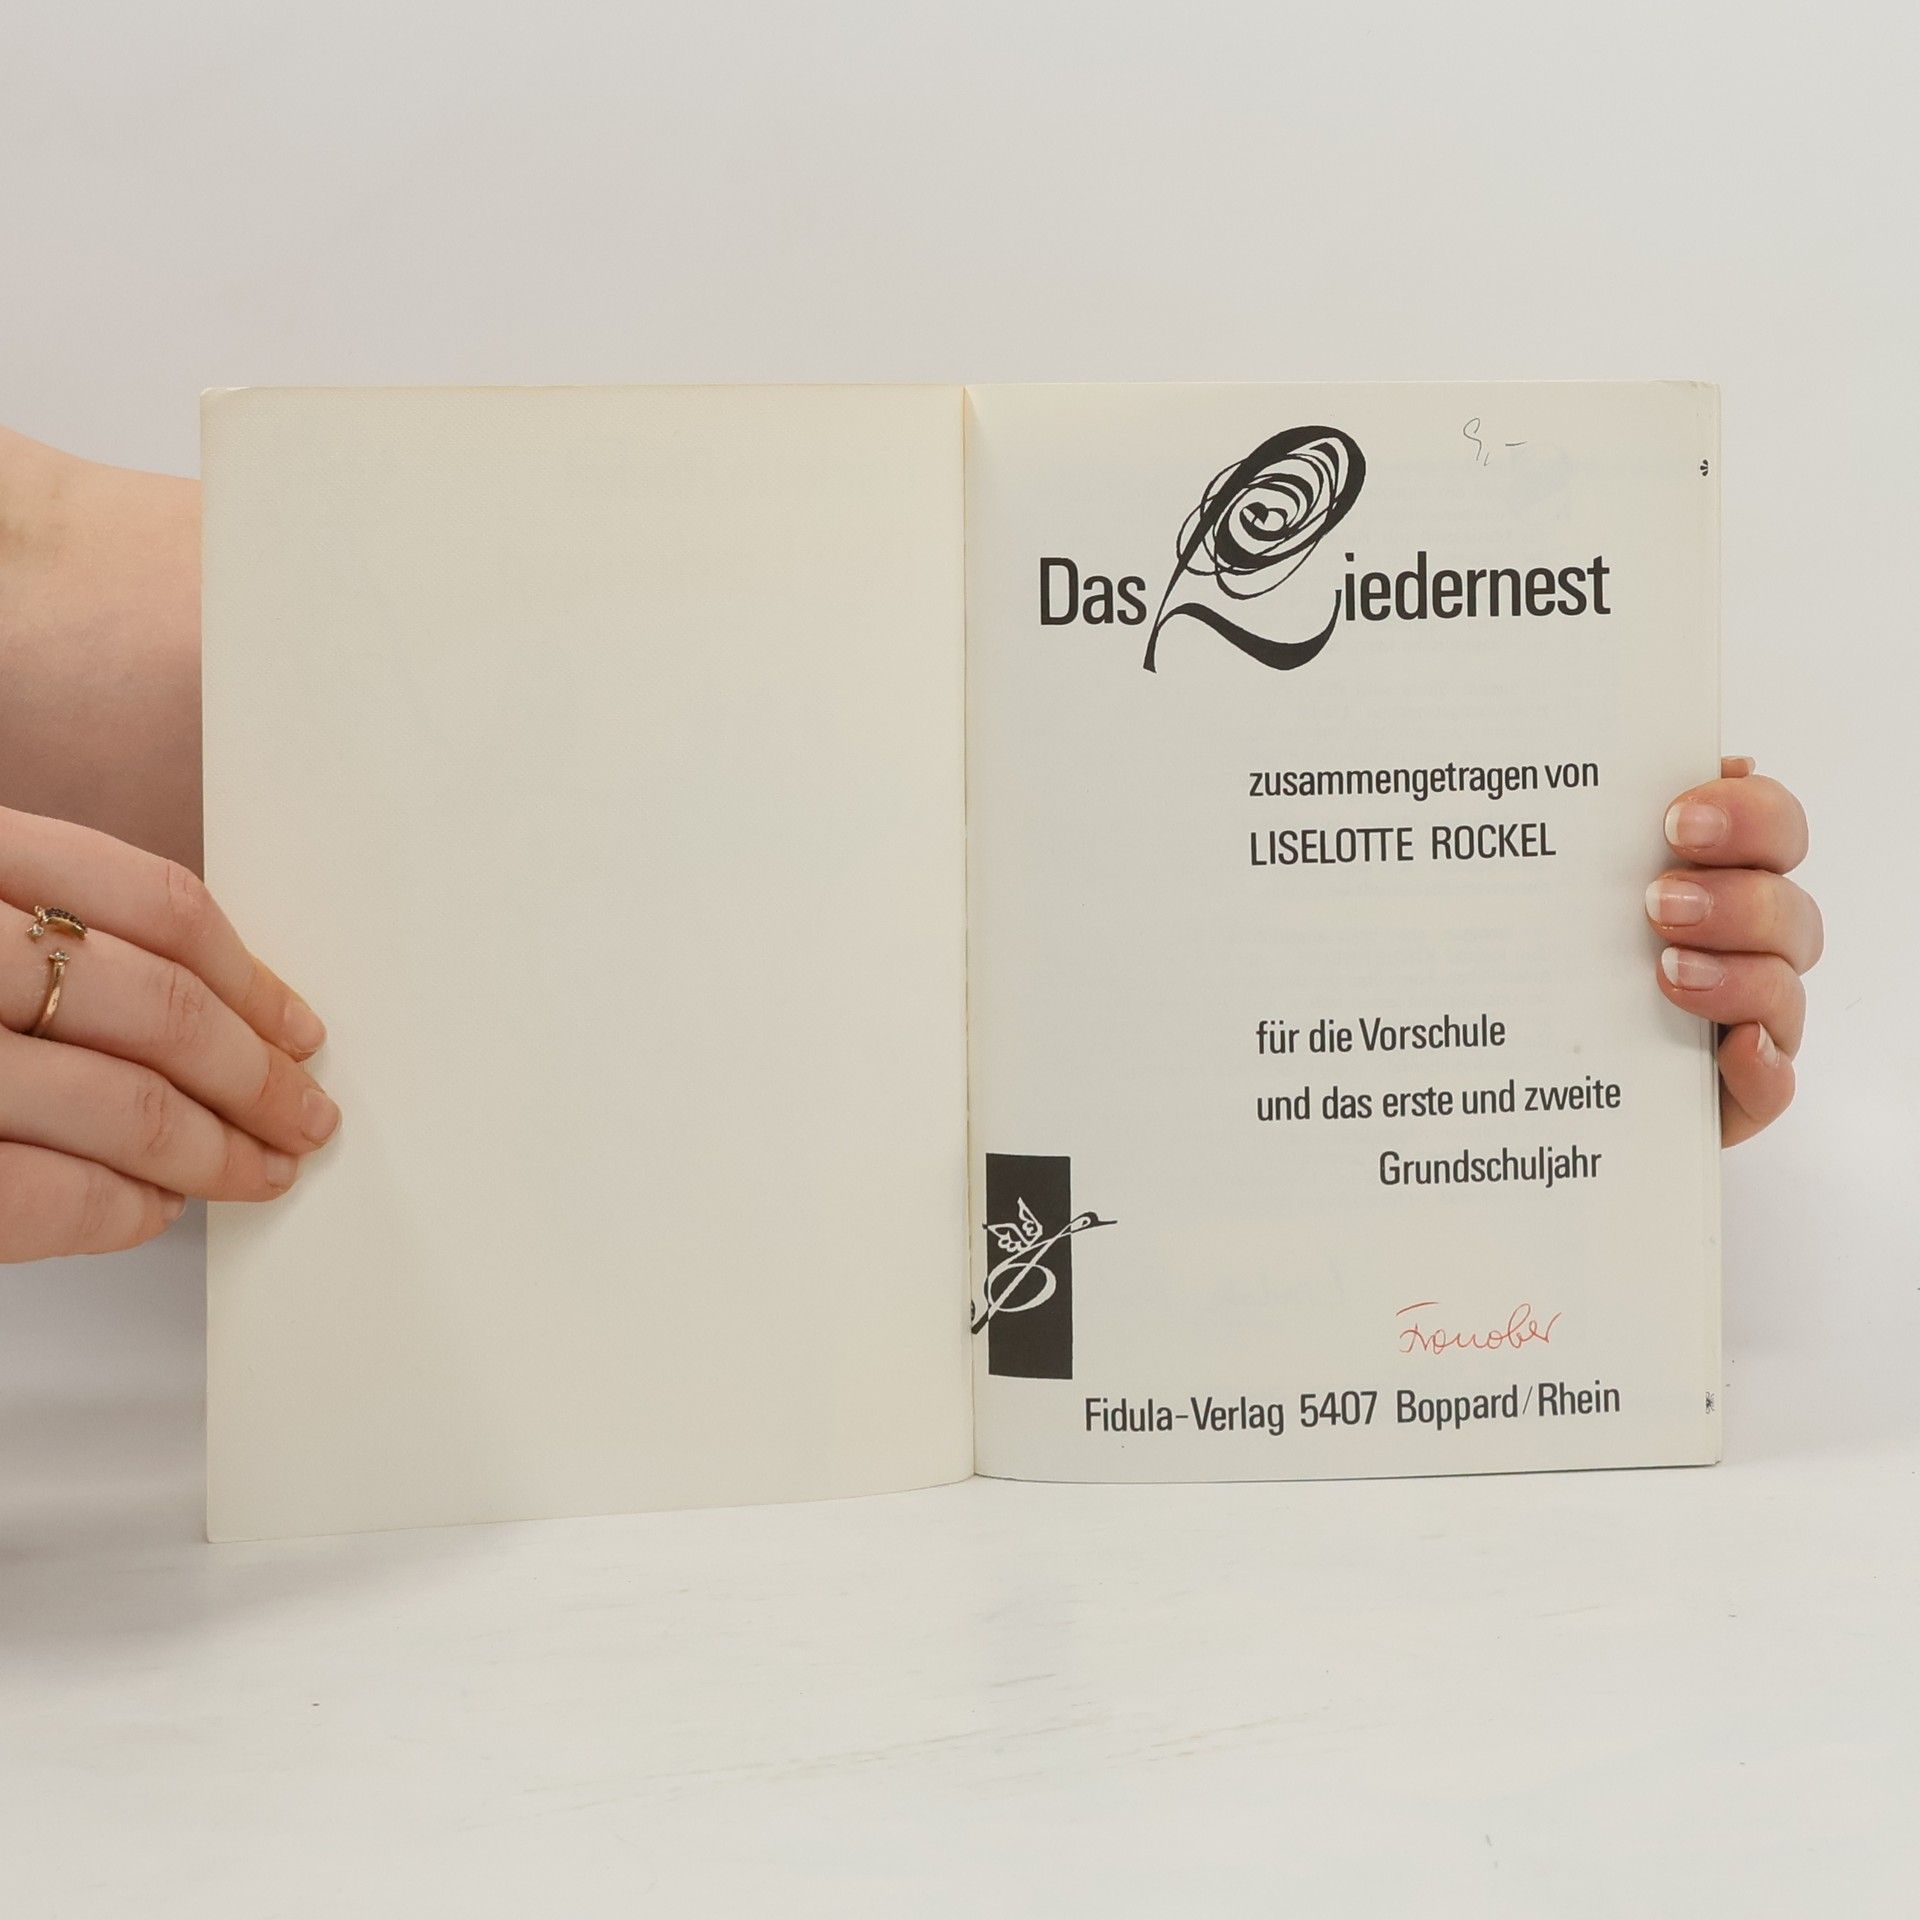 9,-
Das Liedernest
zusammengetragen von
LISELOTTE ROCKEL
für die Vorschule
und das erste und zweite
Grundschuljahr
Fidula-Verlag 5407 Boppard/Rhein